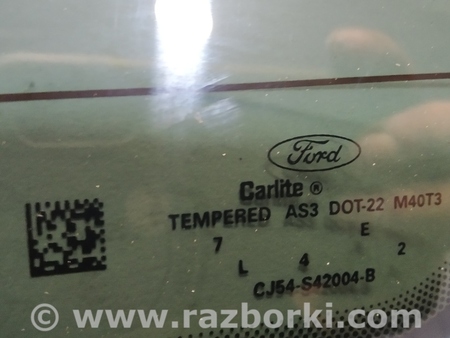 Ford
Carlite ®
TEMPERED AS3 DOT-22 M40T3
7 E
L 4 2
CJ54-S42004-B
© www.razborki.com/